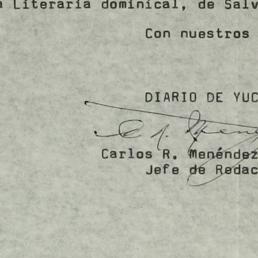 Literaria dominical, de Salv
Con nuestros
DIARIO DE YUC
Carlos R. Menéndez
Jefe de Redac